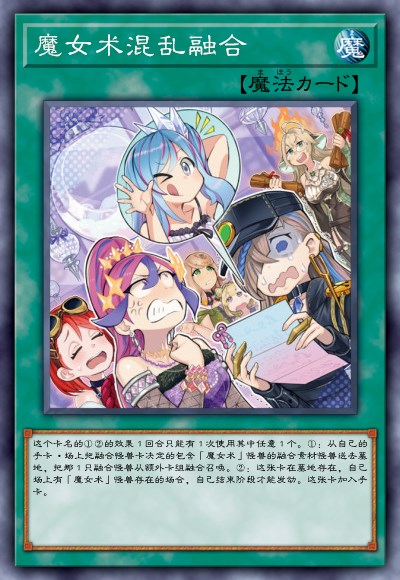 魔女术混乱融合
魔
【魔法カード】
ま ほう
这个卡名的①②的效果1回合只能有1次使用其中任意1个。①：从自己的
手卡・场上把融合怪兽卡决定的包含「魔女术」怪兽的融合素材怪兽送去墓
地，把那1只融合怪兽从额外卡组融合召唤。②：这张卡在墓地存在，自己
场上有「魔女术」怪兽存在的场合，自己结束阶段才能发动。这张卡加入手
卡。